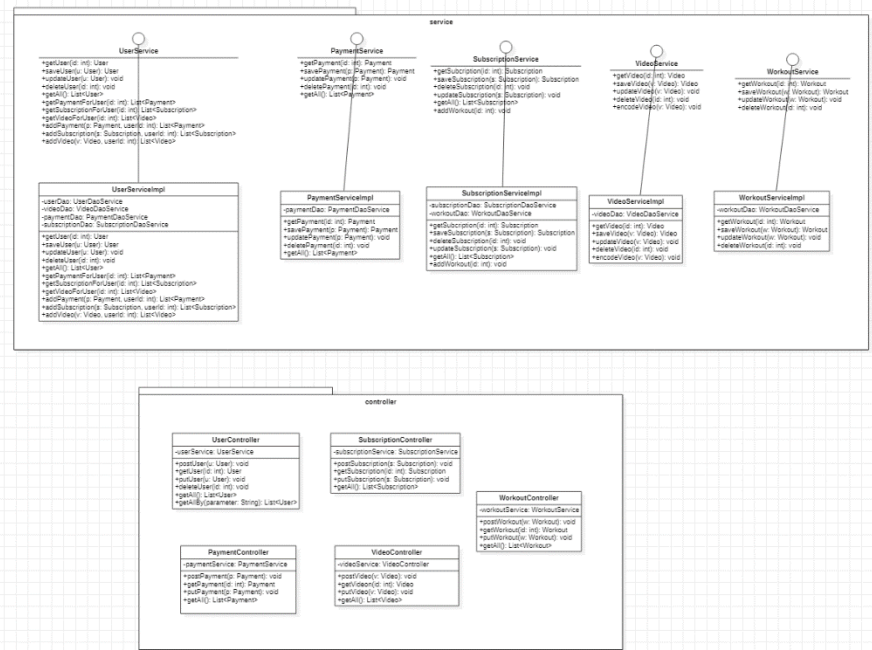 service
UserService
+getUser(id: int): User
+saveUser(u: User): User
+updateUser(u: User): void
+deleteUser(id: int): void
+getAll(): List<User>
+getPaymentForUser(id: int): List<Payment>
+getSubscriptionForUser(id: int): List<Subscription>
+getVideoForUser(id: int): List<Video>
+addPayment(p: Payment, userId: int): List<Payment>
+addSubscription(s: Subscription, userId: int): List<Subscription>
+addVideo(v: Video, userId: int): List<Video>
PaymentService
+getPayment(id: int): Payment
+savePayment(p: Payment): Payment
+updatePayment(p: Payment): void
+deletePayment(id: int): void
+getAll(): List<Payment>
SubscriptionService
+getSubcription(id: int): Subscription
+saveSubscription(s: Subscription): Subscription
+deleteSubscription(id: int): void
+updateSubscription(s: Subscription): void
+getAll(): List<Subscription>
+addWorkout(id: int): void
VideoService
+getVideo(id: int): Video
+saveVideo(v: Video): Video
+updateVideo(v: Video): void
+deleteVideo(id: int): void
+encodeVideo(v: Video): void
WorkoutService
+getWorkout(id: int): Workout
+saveWorkout(w: Workout): Workout
+updateWorkout(w: Workout): void
+deleteWorkout(id: int): void
UserServiceImpl
-userDao: UserDaoService
-videoDao: VideoDaoService
-paymentDao: PaymentDaoService
-subscriptionDao: SubscriptionDaoService
+getUser(id: int): User
+saveUser(u: User): User
+updateUser(u: User): void
+deleteUser(id: int): void
+getAll(): List<User>
+getPaymentForUser(id: int): List<Payment>
+getSubscriptionForUser(id: int): List<Subscription>
+getVideoForUser(id: int): List<Video>
+addPayment(p: Payment, userId: int): List<Payment>
+addSubscription(s: Subscription, userId: int): List<Subscription>
+addVideo(v: Video, userId: int): List<Video>
PaymentServiceImpl
-paymentDao: PaymentDaoService
+getPayment(id: int): Payment
+savePayment(p: Payment): Payment
+updatePayment(p: Payment): void
+deletePayment(id: int): void
+getAll(): List<Payment>
SubscriptionServiceImpl
-subscriptionDao: SubscriptionDaoService
-workoutDao: WorkoutDaoService
+getSubcription(id: int): Subscription
+saveSubscription(s: Subscription): Subscription
+deleteSubscription(id: int): void
+updateSubscription(s: Subscription): void
+getAll(): List<Subscription>
+addWorkout(id: int): void
VideoServiceImpl
-videoDao: VideoDaoService
+getVideo(id: int): Video
+saveVideo(v: Video): Video
+updateVideo(v: Video): void
+deleteVideo(id: int): void
+encodeVideo(v: Video): void
WorkoutServiceImpl
-workoutDao: WorkoutDaoService
+getWorkout(id: int): Workout
+saveWorkout(w: Workout): Workout
+updateWorkout(w: Workout): void
+deleteWorkout(id: int): void
controller
UserController
-userService: UserService
+postUser(u: User): void
+getUser(id: int): User
+putUser(u: User): void
+deleteUser(id: int): void
+getAll(): List<User>
+getAllBy(parameter: String): List<User>
SubscriptionController
-subscriptionService: SubscriptionService
+postSubscription(s: Subscription): void
+getSubscription(id: int): Subscription
+putSubscription(s: Subscription): void
+getAll(): List<Subscription>
WorkoutController
-workoutService: WorkoutService
+postWorkout(w: Workout): void
+getWorkout(id: int): Workout
+putWorkout(w: Workout): void
+getAll(): List<Workout>
PaymentController
-paymentService: PaymentService
+postPayment(p: Payment): void
+getPayment(id: int): Payment
+putPayment(p: Payment): void
+getAll(): List<Payment>
VideoController
-videoService: VideoController
+postVideo(v: Video): void
+getVideon(id: int): Video
+putVideo(v: Video): void
+getAll(): List<Video>